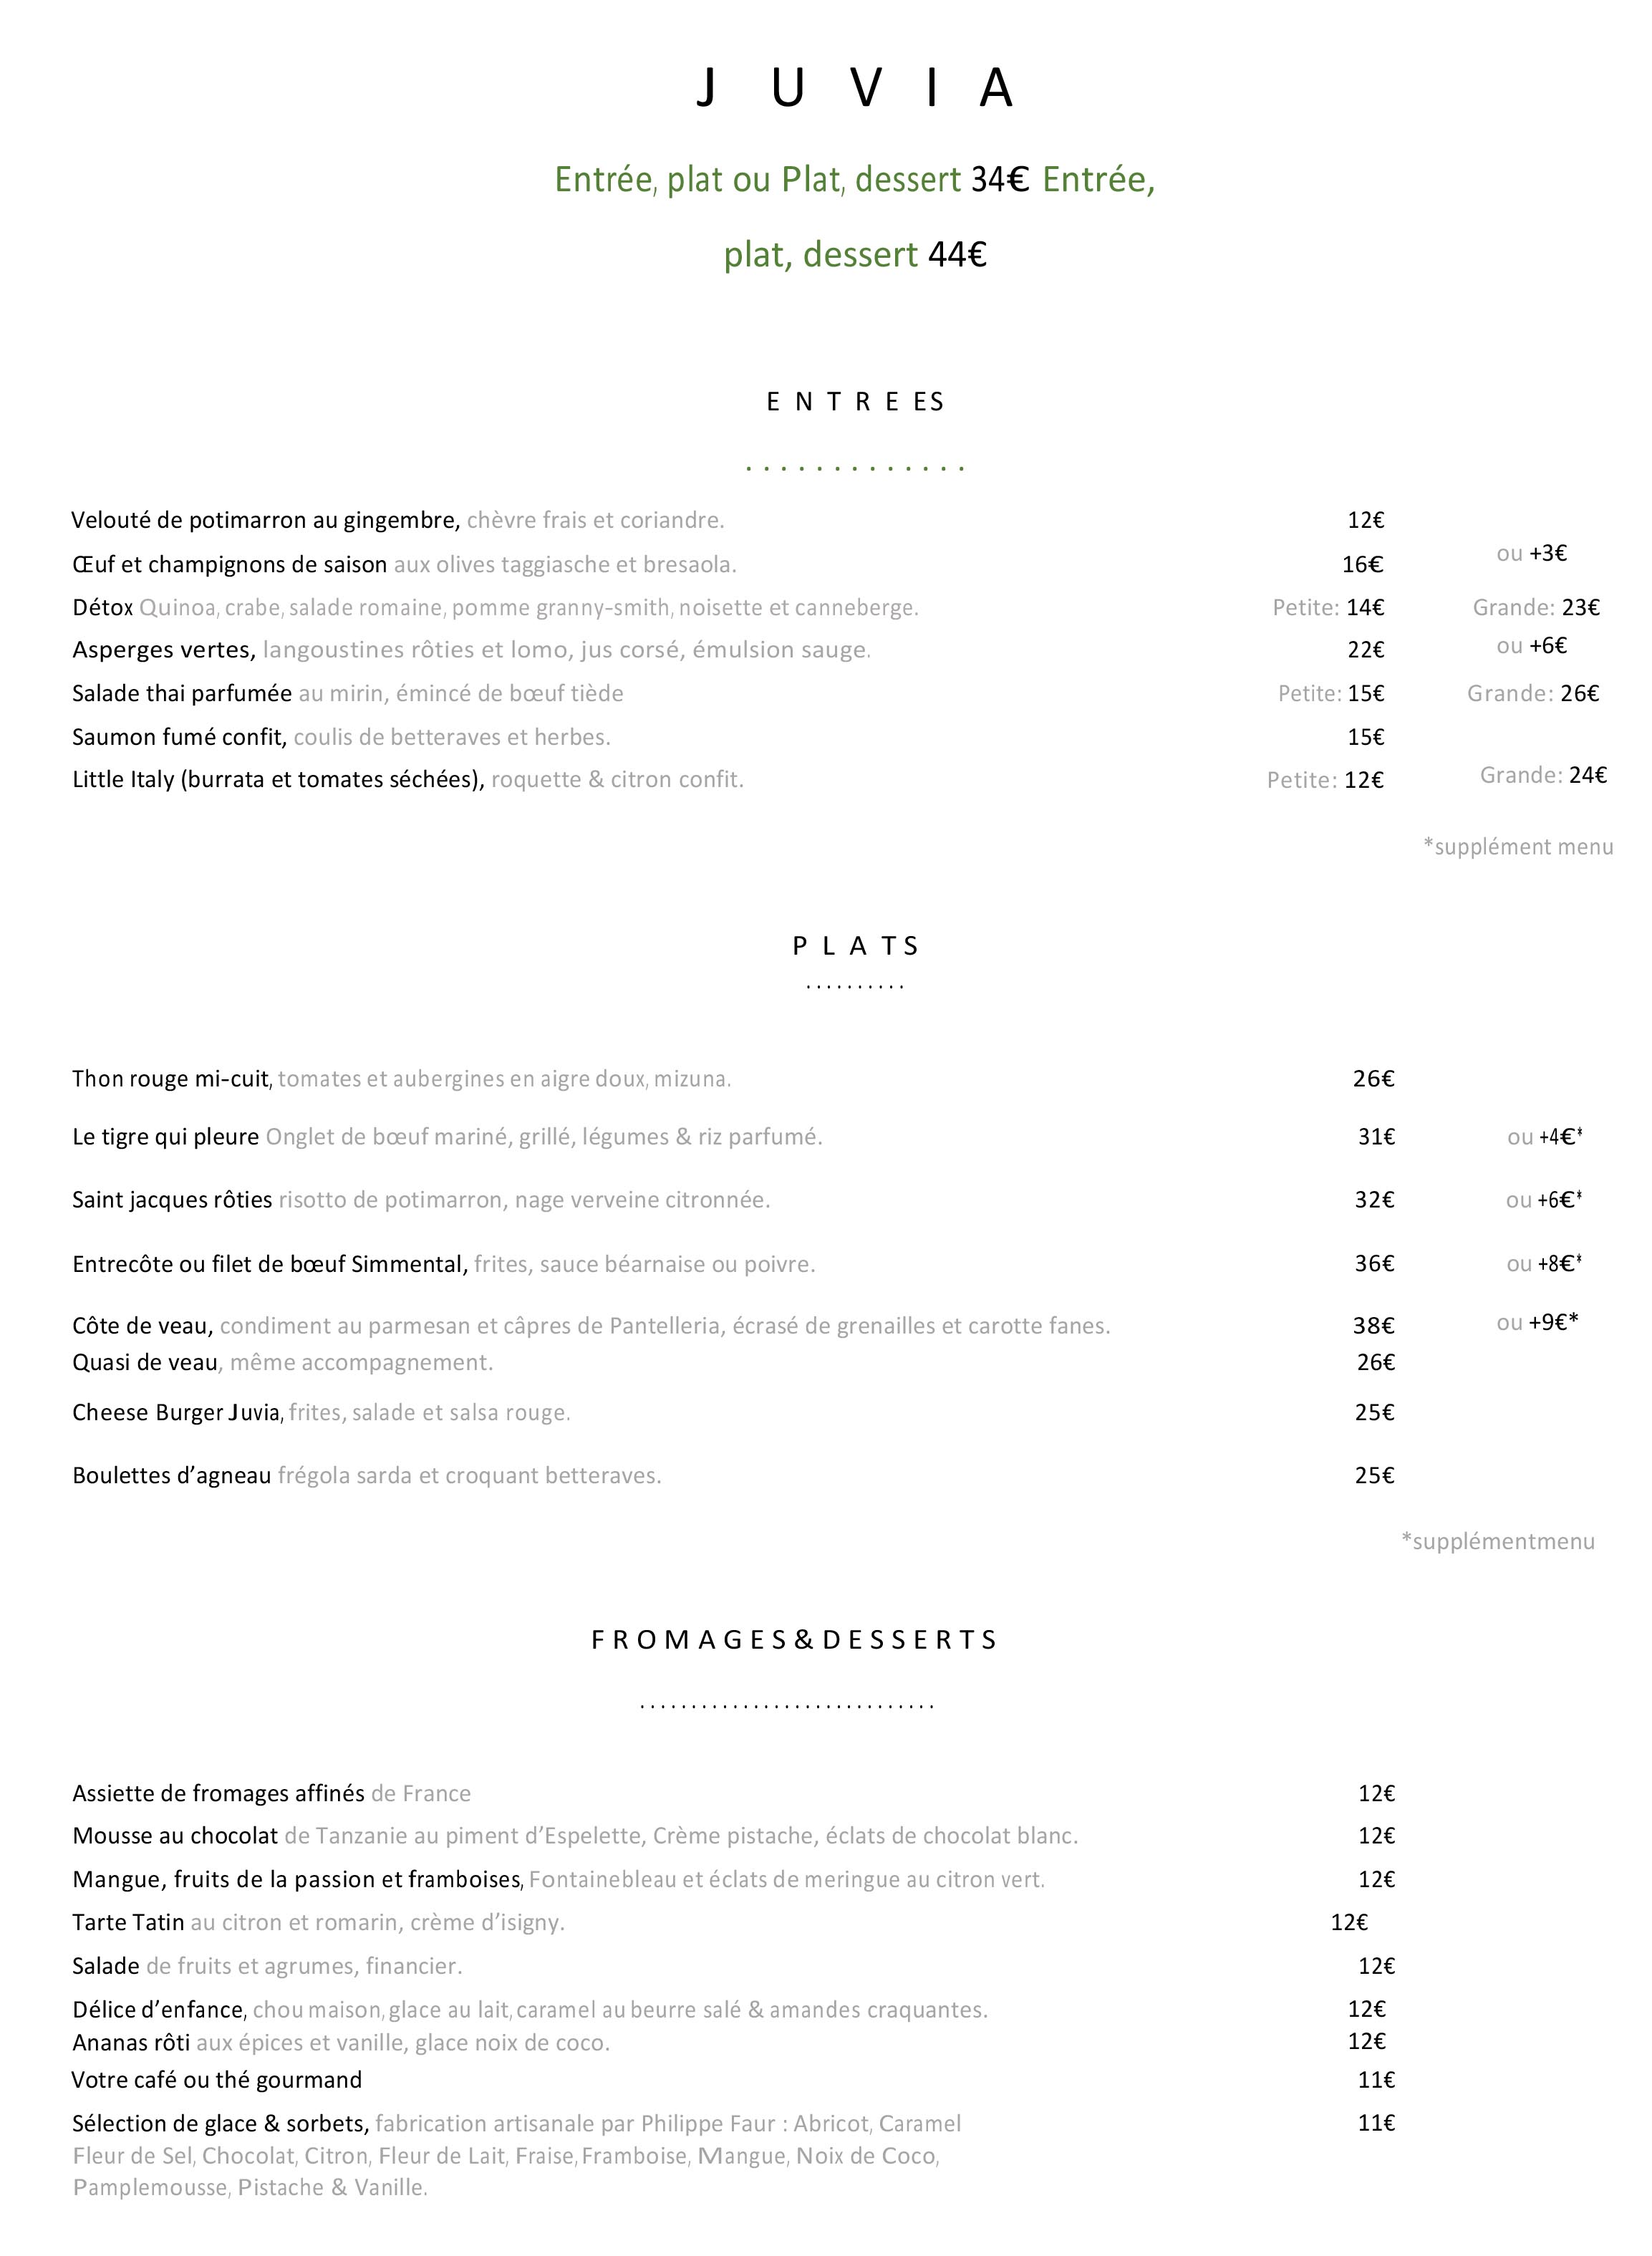 J U V I A
Entrée, plat ou Plat, dessert 34€ Entrée,
plat, dessert 44€
E N T R E ES
. . . . . . . . . . . . .
Velouté de potimarron au gingembre, chèvre frais et coriandre. 12€
Œuf et champignons de saison aux olives taggiasche et bresaola. 16€ ou +3€
Détox Quinoa, crabe, salade romaine, pomme granny-smith, noisette et canneberge. Petite: 14€ Grande: 23€
Asperges vertes, langoustines rôties et lomo, jus corsé, émulsion sauge. 22€ ou +6€
Salade thai parfumée au mirin, émincé de bœuf tiède Petite: 15€ Grande: 26€
Saumon fumé confit, coulis de betteraves et herbes. 15€
Little Italy (burrata et tomates séchées), roquette & citron confit. Petite: 12€ Grande: 24€
*supplément menu
P L A T S
. . . . . . . . . .
Thon rouge mi-cuit, tomates et aubergines en aigre doux, mizuna. 26€
Le tigre qui pleure Onglet de bœuf mariné, grillé, légumes & riz parfumé. 31€ ou +4€*
Saint jacques rôties risotto de potimarron, nage verveine citronnée. 32€ ou +6€*
Entrecôte ou filet de bœuf Simmental, frites, sauce béarnaise ou poivre. 36€ ou +8€*
Côte de veau, condiment au parmesan et câpres de Pantelleria, écrasé de grenailles et carotte fanes. 38€ ou +9€*
Quasi de veau, même accompagnement. 26€
Cheese Burger Juvia, frites, salade et salsa rouge. 25€
Boulettes d’agneau frégola sarda et croquant betteraves. 25€
*supplémentmenu
F R O M A G E S & D E S S E R T S
. . . . . . . . . . . . . . . . . . . . . . . . . . . . .
Assiette de fromages affinés de France 12€
Mousse au chocolat de Tanzanie au piment d’Espelette, Crème pistache, éclats de chocolat blanc. 12€
Mangue, fruits de la passion et framboises, Fontainebleau et éclats de meringue au citron vert. 12€
Tarte Tatin au citron et romarin, crème d’isigny. 12€
Salade de fruits et agrumes, financier. 12€
Délice d’enfance, chou maison, glace au lait, caramel au beurre salé & amandes craquantes. 12€
Ananas rôti aux épices et vanille, glace noix de coco. 12€
Votre café ou thé gourmand 11€
Sélection de glace & sorbets, fabrication artisanale par Philippe Faur : Abricot, Caramel 11€
Fleur de Sel, Chocolat, Citron, Fleur de Lait, Fraise, Framboise, Mangue, Noix de Coco,
Pamplemousse, Pistache & Vanille.